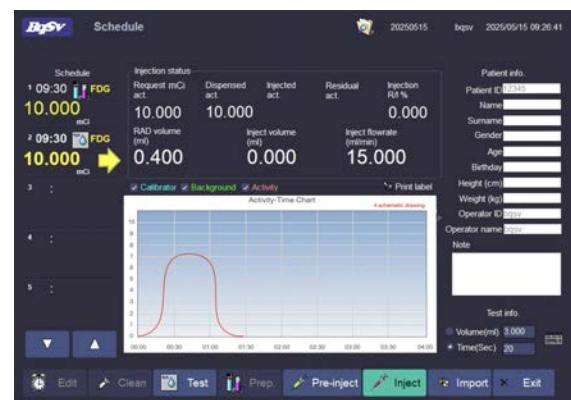 BqSv Schedule 20250515 bqsv 2025/05/15 09:26:41
Schedule
1 09:30 FDG
10.000
mCi
2 09:30 FDG
10.000
mCi
3 :
4 :
5 :
Injection status
Request mCi act. Dispensed act. Injected act. Residual act. Injection R/I %
10.000 10.000 0.000
RAD volume (ml) Inject volume (ml) Inject flowrate (ml/min)
0.400 0.000 15.000
Calibrator Background Activity Print label
Activity-Time Chart
A schematic drawing
10
9
8
7
6
5
4
3
2
1
0
00:00 00:30 01:00 01:30 02:00 02:30 03:00 03:30 04:00
Patient info.
Patient ID 12345
Name
Surname
Gender
Age
Birthday
Height (cm)
Weight (kg)
Operator ID bqsv
Operator name bqsv
Note
Test info.
Volume(ml) 3.000
Time(Sec) 20
Edit Clean Test Prep. Pre-inject Inject Import Exit